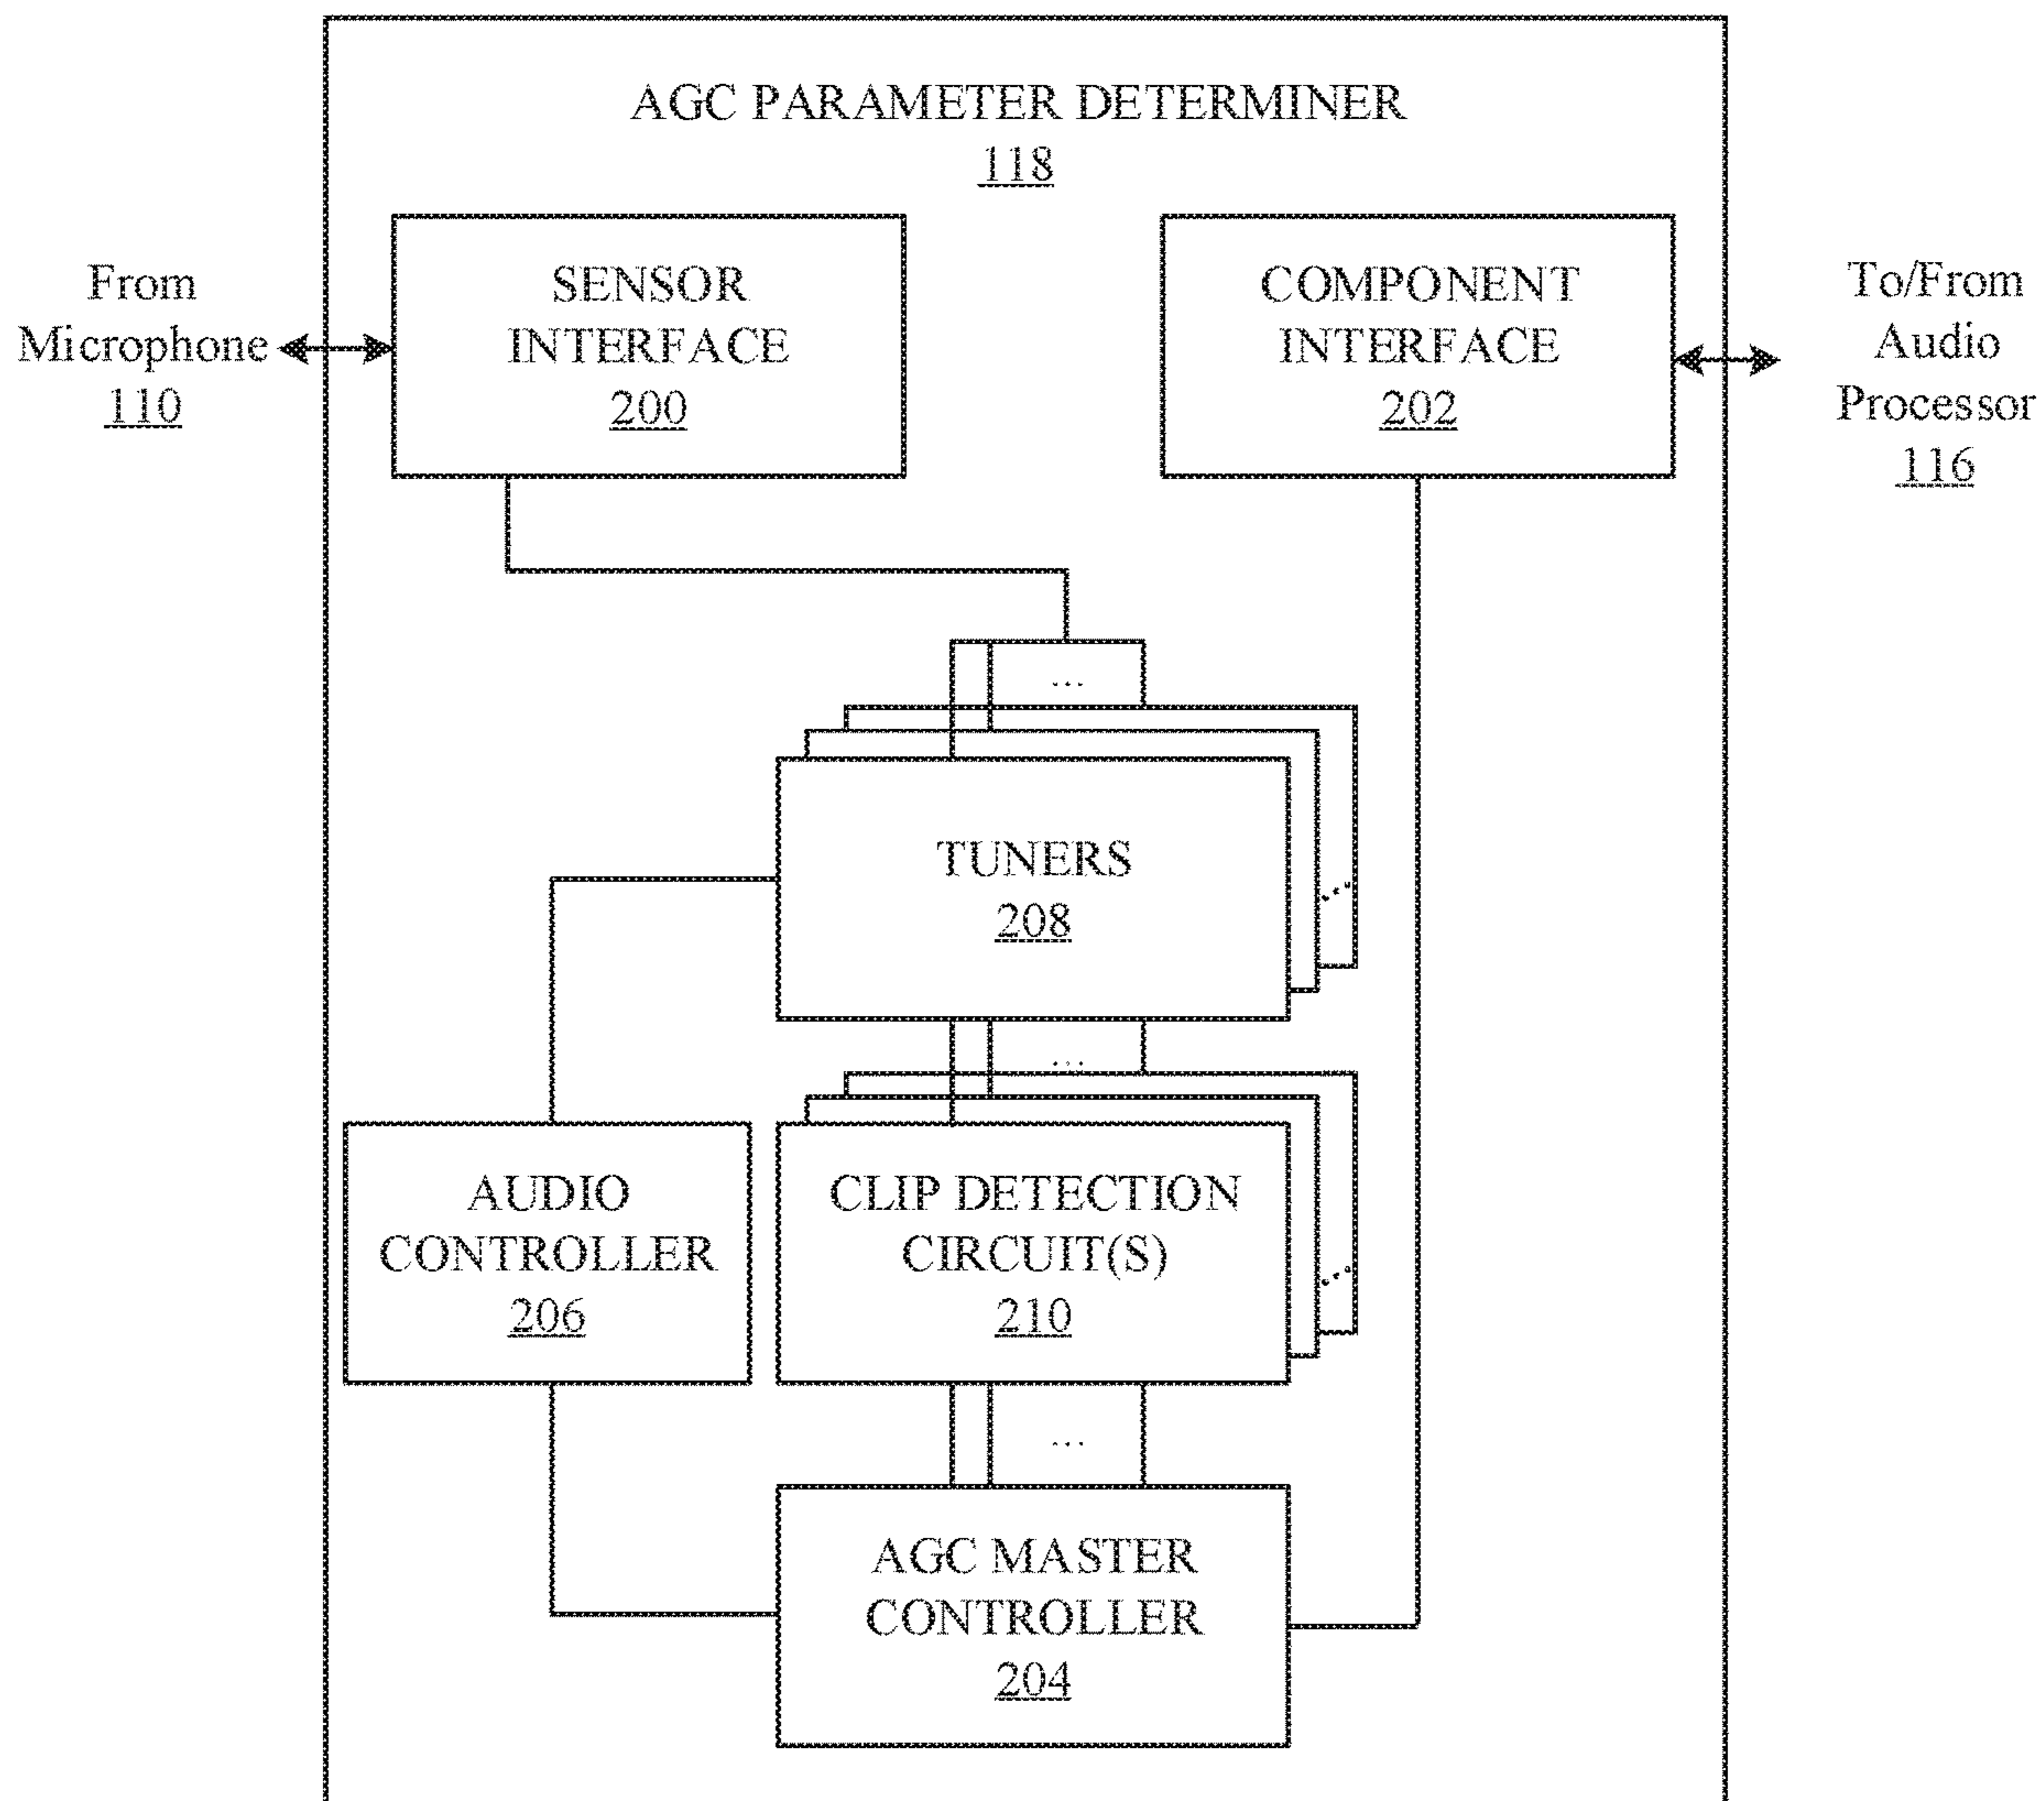 AGC PARAMETER DETERMINER
118
From
Microphone
110
SENSOR
INTERFACE
200
COMPONENT
INTERFACE
202
To/From
Audio
Processor
116
...
TUNERS
208
...
...
AUDIO
CONTROLLER
206
CLIP DETECTION
CIRCUIT(S)
210
...
...
AGC MASTER
CONTROLLER
204